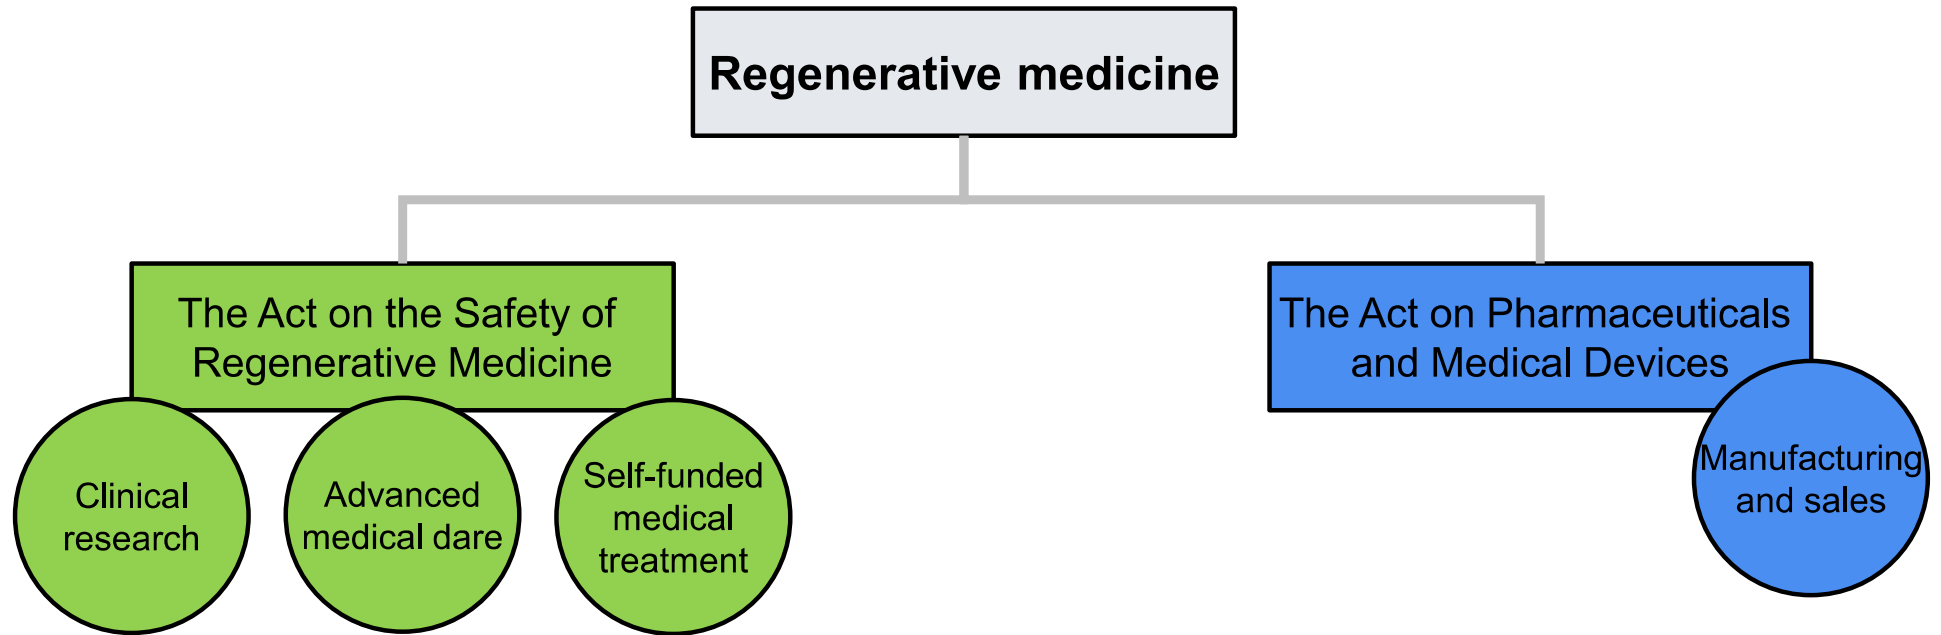 Regenerative medicine
The Act on the Safety of
Regenerative Medicine
The Act on Pharmaceuticals
and Medical Devices
Clinical
research
Advanced
medical dare
Self-funded
medical
treatment
Manufacturing
and sales